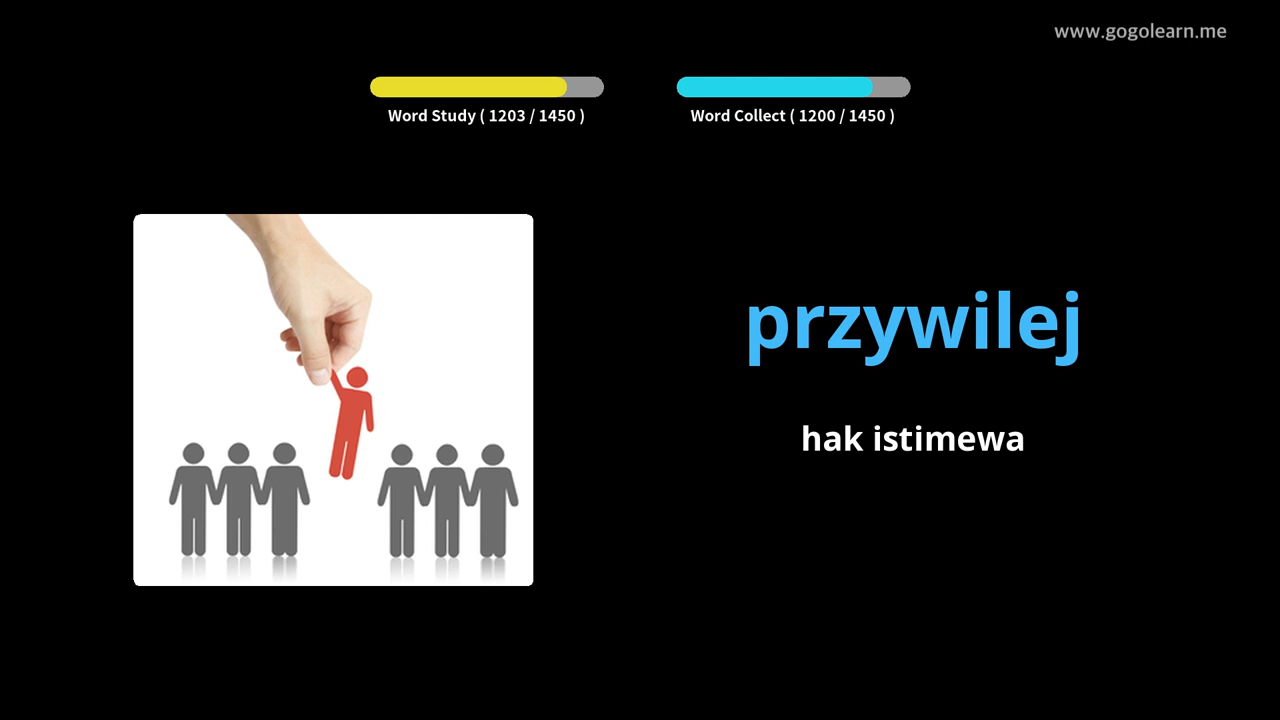 www.gogolearn.me
Word Study ( 1203 / 1450 )
Word Collect ( 1200 / 1450 )
przywilej
hak istimewa